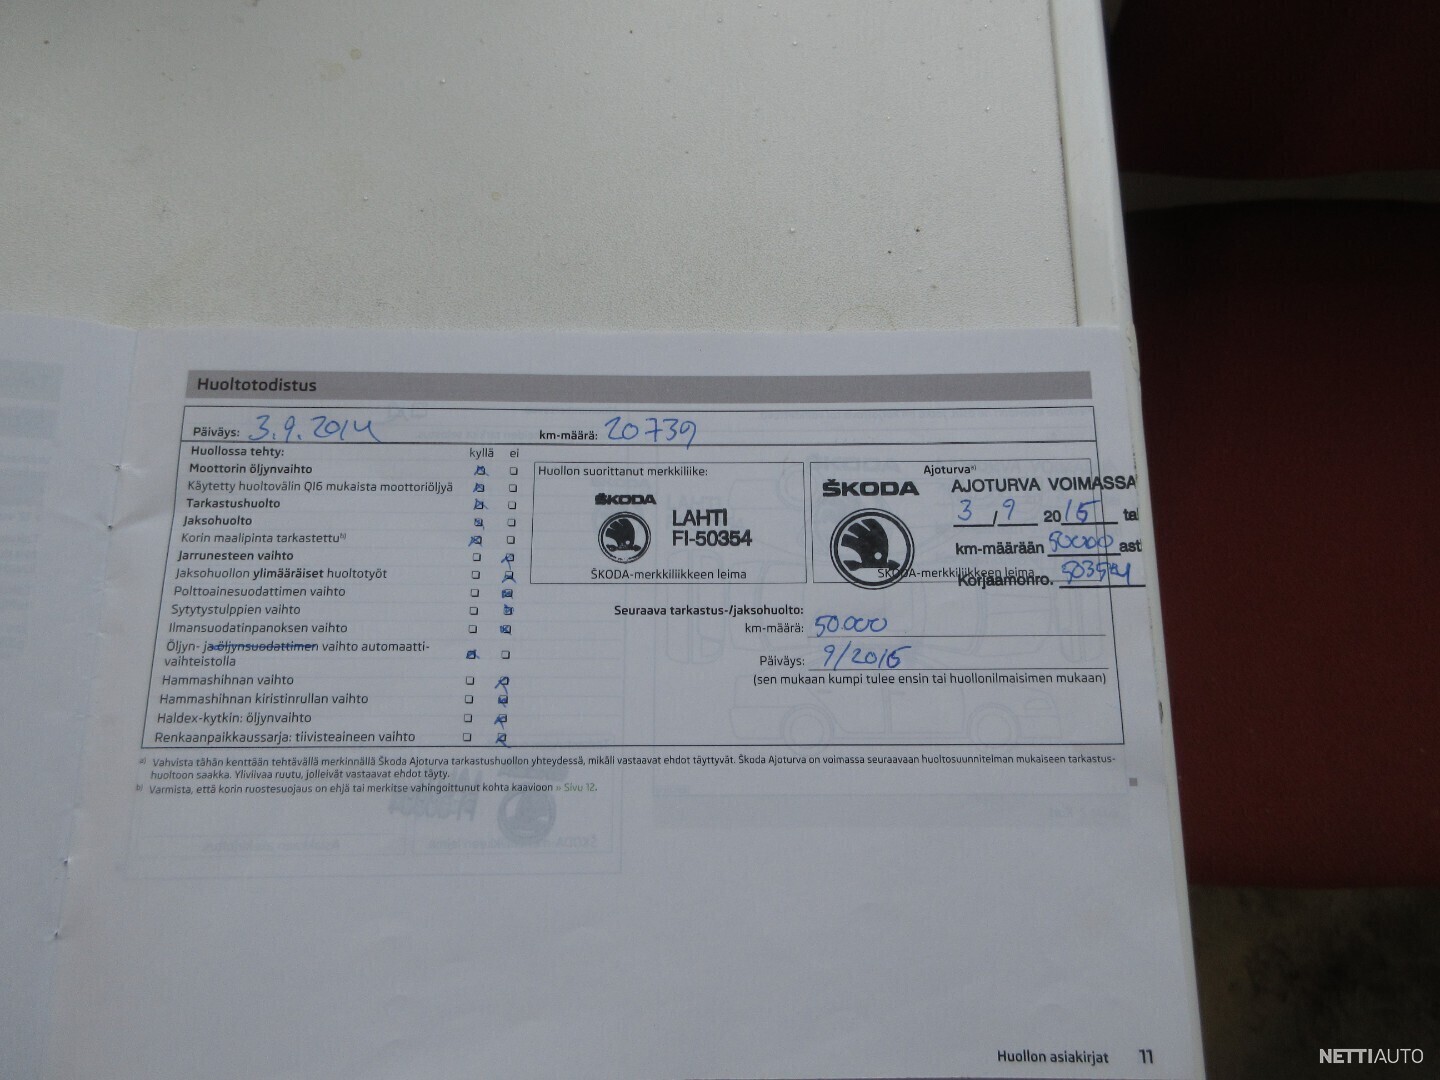 Huoltotodistus
Päiväys: 3.9.2014 km-määrä: 20739
Huollossa tehty: kyllä ei
Moottorin öljynvaihto
Käytetty huoltovälin QI6 mukaista moottoriöljyä
Tarkastushuolto
Jaksohuolto
Korin maalipinta tarkastettu b)
Jarrunesteen vaihto
Jaksohuollon ylimääräiset huoltotyöt
Polttoainesuodattimen vaihto
Sytytystulppien vaihto
Ilmansuodatinpanoksen vaihto
Öljyn- ja öljynsuodattimen vaihto automaatti-
vaihteistolla
Hammashihnan vaihto
Hammashihnan kiristinrullan vaihto
Haldex-kytkin: öljynvaihto
Renkaanpaikkaussarja: tiivisteaineen vaihto
Huollon suorittanut merkkiliike:
ŠKODA
LAHTI
FI-50354
ŠKODA-merkkiliikkeen leima
Ajoturva a)
ŠKODA
AJOTURVA VOIMASSA
3 / 9 2015 tai
km-määrään 50000 asti
ŠKODA-merkkiliikkeen leima
Korjaamonro. 50354
Seuraava tarkastus-/jaksohuolto:
km-määrä: 50.000
Päiväys: 9/2015
(sen mukaan kumpi tulee ensin tai huollonilmaisimen mukaan)
a) Vahvista tähän kenttään tehtävällä merkinnällä Škoda Ajoturva tarkastushuollon yhteydessä, mikäli vastaavat ehdot täyttyvät. Škoda Ajoturva on voimassa seuraavaan huoltosuunnitelman mukaiseen tarkastus-
huoltoon saakka. Yliviivaa ruutu, jolleivät vastaavat ehdot täyty.
b) Varmista, että korin ruostesuojaus on ehjä tai merkitse vahingoittunut kohta kaavioon » Sivu 12.
Huollon asiakirjat 11
NETTIAUTO